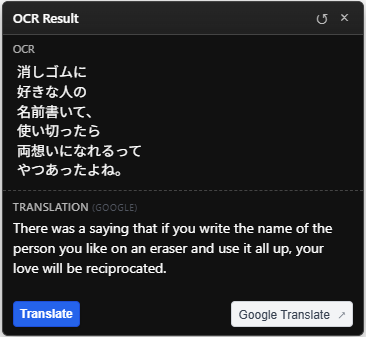 OCR Result
OCR
消しゴムに
好きな人の
名前書いて、
使い切ったら
両想いになれるって
やつあったよね。
TRANSLATION (GOOGLE)
There was a saying that if you write the name of the
person you like on an eraser and use it all up, your
love will be reciprocated.
Translate
Google Translate ↗